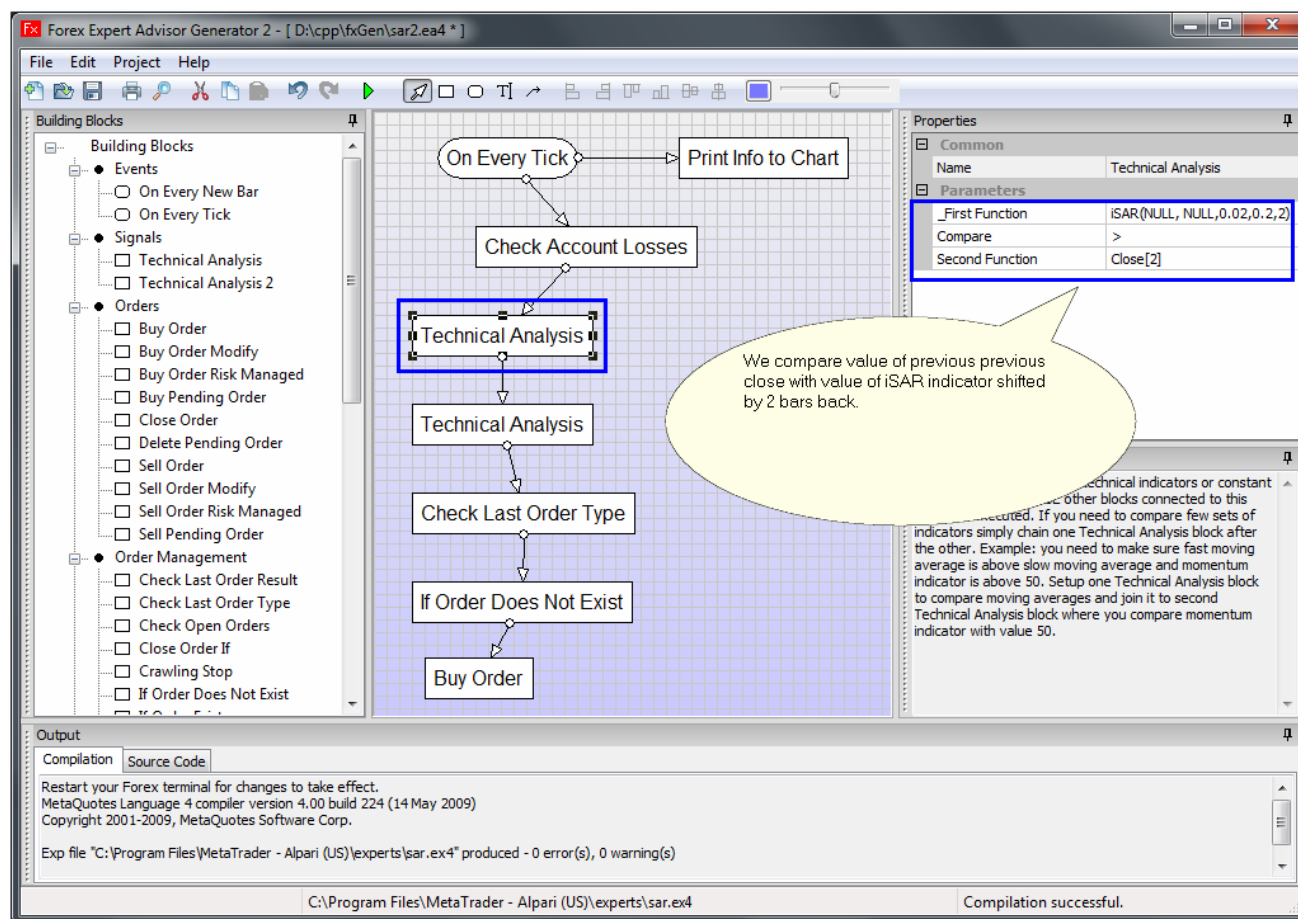 Forex Expert Advisor Generator 2 - [ D:\cpp\fxGen\sar2.ea4 * ]
File Edit Project Help
Building Blocks
Building Blocks
Events
On Every New Bar
On Every Tick
Signals
Technical Analysis
Technical Analysis 2
Orders
Buy Order
Buy Order Modify
Buy Order Risk Managed
Buy Pending Order
Close Order
Delete Pending Order
Sell Order
Sell Order Modify
Sell Order Risk Managed
Sell Pending Order
Order Management
Check Last Order Result
Check Last Order Type
Check Open Orders
Close Order If
Crawling Stop
If Order Does Not Exist
On Every Tick
Print Info to Chart
Check Account Losses
Technical Analysis
Technical Analysis
Check Last Order Type
If Order Does Not Exist
Buy Order
Properties
Common
Name Technical Analysis
Parameters
_First Function iSAR(NULL, NULL,0.02,0.2,2)
Compare >
Second Function Close[2]
We compare value of previous previous
close with value of iSAR indicator shifted
by 2 bars back.
technical indicators or constant
other blocks connected to this
If you need to compare few sets of
indicators simply chain one Technical Analysis block after
the other. Example: you need to make sure fast moving
average is above slow moving average and momentum
indicator is above 50. Setup one Technical Analysis block
to compare moving averages and join it to second
Technical Analysis block where you compare momentum
indicator with value 50.
Output
Compilation Source Code
Restart your Forex terminal for changes to take effect.
MetaQuotes Language 4 compiler version 4.00 build 224 (14 May 2009)
Copyright 2001-2009, MetaQuotes Software Corp.
Exp file "C:\Program Files\MetaTrader - Alpari (US)\experts\sar.ex4" produced - 0 error(s), 0 warning(s)
C:\Program Files\MetaTrader - Alpari (US)\experts\sar.ex4 Compilation successful.